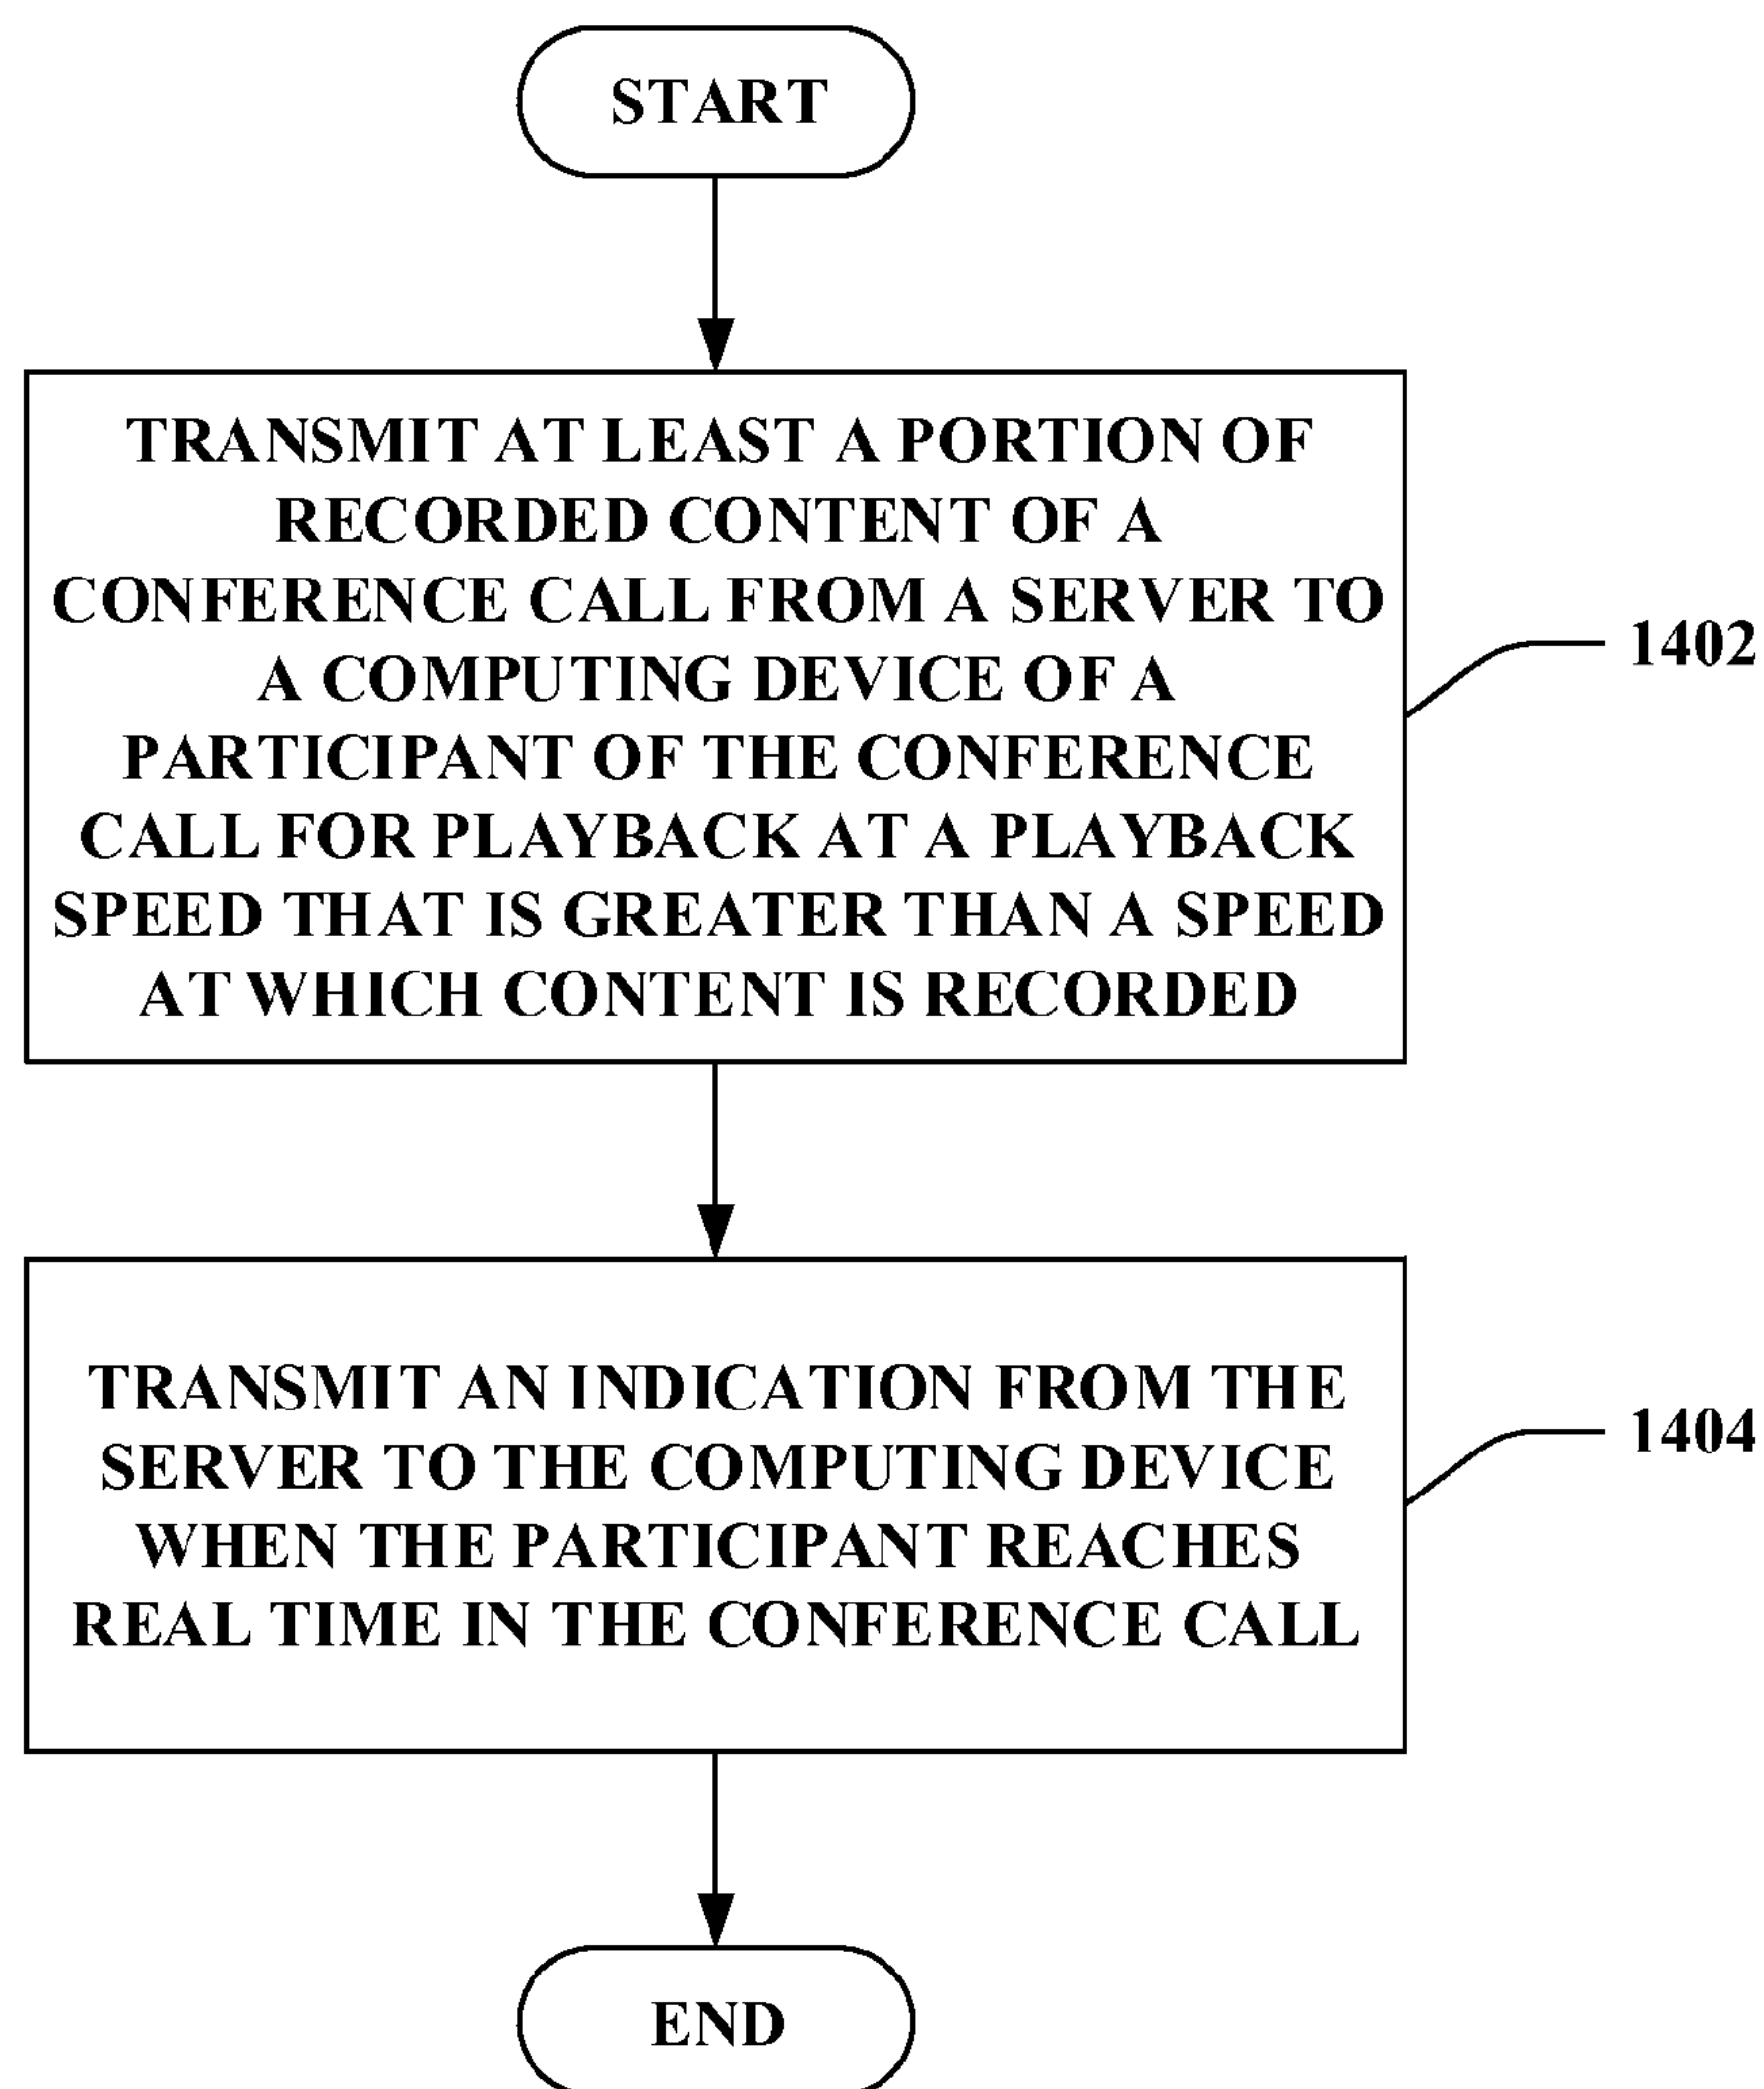 START
TRANSMIT AT LEAST A PORTION OF
RECORDED CONTENT OF A
CONFERENCE CALL FROM A SERVER TO
A COMPUTING DEVICE OF A
PARTICIPANT OF THE CONFERENCE
CALL FOR PLAYBACK AT A PLAYBACK
SPEED THAT IS GREATER THAN A SPEED
AT WHICH CONTENT IS RECORDED
1402
TRANSMIT AN INDICATION FROM THE
SERVER TO THE COMPUTING DEVICE
WHEN THE PARTICIPANT REACHES
REAL TIME IN THE CONFERENCE CALL
1404
END